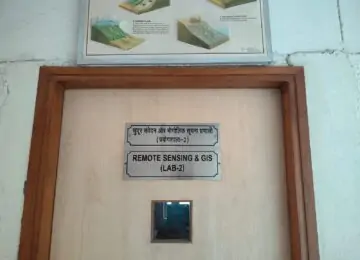 सुदूर संवेदन और भौगोलिक सूचना प्रणाली
(प्रयोगशाला-2)
REMOTE SENSING & GIS
(LAB-2)